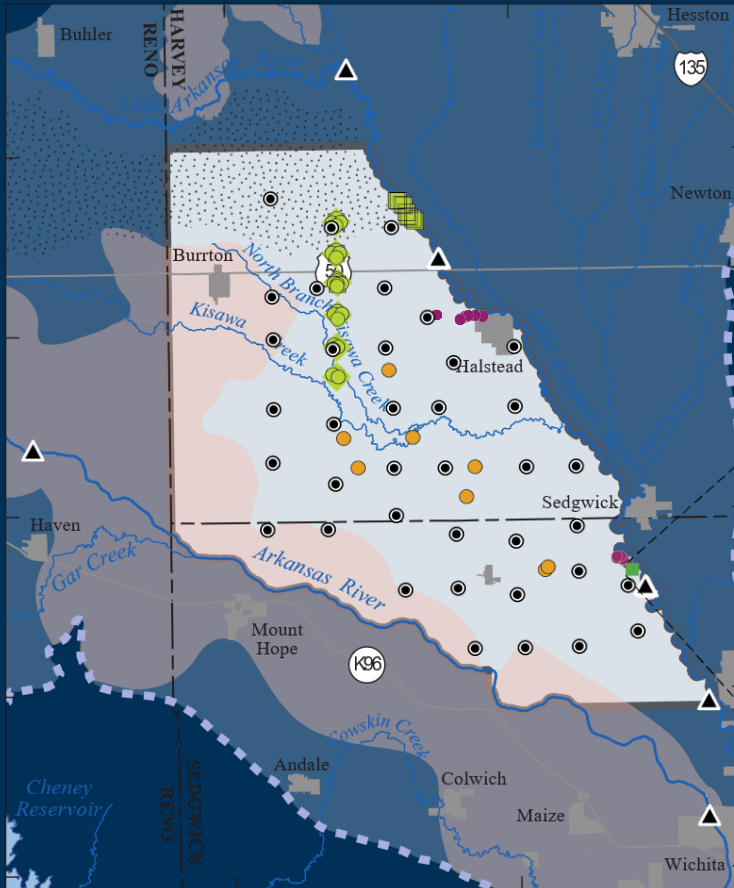 Hesston
Buhler
HARVEY
RENO
135
Little Arkansas River
Newton
Burrton
50
North Branch Kisiwa Creek
Kisawa
Creek
Halstead
Sedgwick
Haven
Gar Creek
Arkansas River
Mount
Hope
K96
Cowskin Creek
SEDGWICK
RENO
Andale
Colwich
Cheney
Reservoir
Maize
Wichita